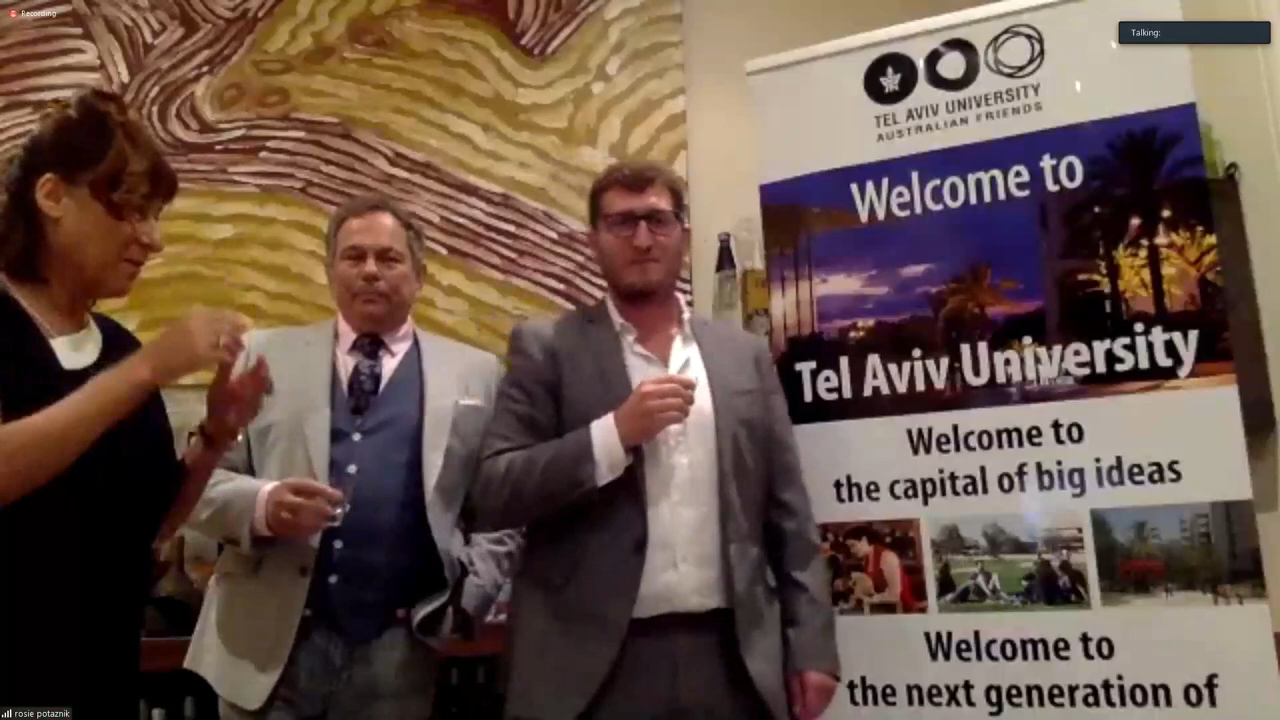 Recording
Talking:
TEL AVIV UNIVERSITY
AUSTRALIAN FRIENDS
Welcome to
Tel Aviv University
Welcome to
the capital of big ideas
Welcome to
the next generation of
rosie potaznik